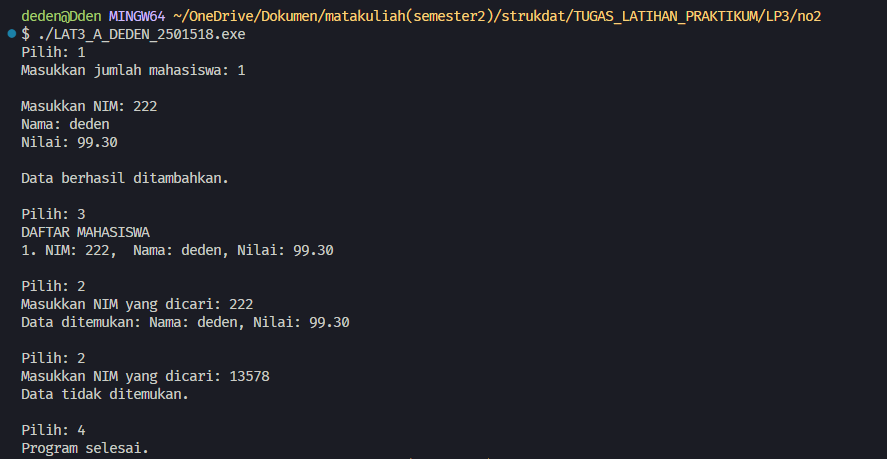 deden@Dden MINGW64 ~/OneDrive/Dokumen/matakuliah(semester2)/strukdat/TUGAS_LATIHAN_PRAKTIKUM/LP3/no2
$ ./LAT3_A_DEDEN_2501518.exe
Pilih: 1
Masukkan jumlah mahasiswa: 1
Masukkan NIM: 222
Nama: deden
Nilai: 99.30
Data berhasil ditambahkan.
Pilih: 3
DAFTAR MAHASISWA
1. NIM: 222,  Nama: deden, Nilai: 99.30
Pilih: 2
Masukkan NIM yang dicari: 222
Data ditemukan: Nama: deden, Nilai: 99.30
Pilih: 2
Masukkan NIM yang dicari: 13578
Data tidak ditemukan.
Pilih: 4
Program selesai.